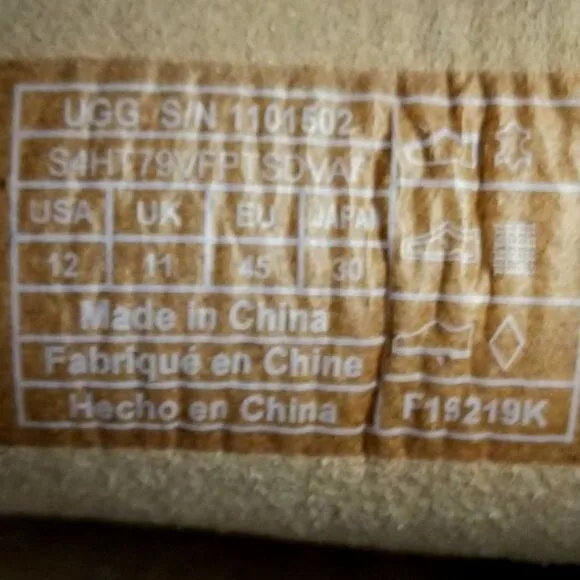 UGG S/N 1101502
USA UK EU JAPAN
12 11 45 30
Made in China
Fabriqué en Chine
Hecho en China
F19219K